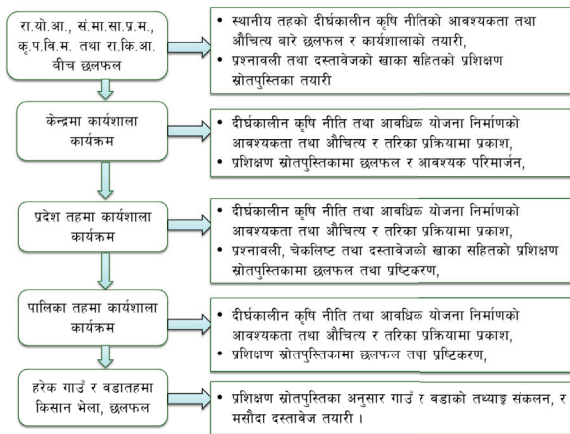 रा.यो.आ., सं.मा.सा.प्र.म.,
कृ.प.वि.म. तथा रा.कि.आ.
बीच छलफल
• स्थानीय तहको दीर्घकालीन कृषि नीतिको आवश्यकता तथा
औचित्य बारे छलफल र कार्यशालाको तयारी,
• प्रश्नावली तथा दस्तावेजको खाका सहितको प्रशिक्षण
स्रोतपुस्तिका तयारी
केन्द्रमा कार्यशाला
कार्यक्रम
• दीर्घकालीन कृषि नीति तथा आवधिक योजना निर्माणको
आवश्यकता तथा औचित्य र तरिका प्रक्रियामा प्रकाश,
• प्रशिक्षण स्रोतपुस्तिकामा छलफल र आवश्यक परिमार्जन,
प्रदेश तहमा कार्यशाला
कार्यक्रम
• दीर्घकालीन कृषि नीति तथा आवधिक योजना निर्माणको
आवश्यकता तथा औचित्य र तरिका प्रक्रियामा प्रकाश,
• प्रश्नावली, चेकलिष्ट तथा दस्तावेजको खाका सहितको प्रशिक्षण
स्रोतपुस्तिकामा छलफल तथा प्रष्टिकरण,
पालिका तहमा कार्यशाला
कार्यक्रम
• दीर्घकालीन कृषि नीति तथा आवधिक योजना निर्माणको
आवश्यकता तथा औचित्य र तरिका प्रक्रियामा प्रकाश,
• प्रशिक्षण स्रोतपुस्तिकामा छलफल तथा प्रष्टिकरण,
हरेक गाउँ र वडातहमा
किसान भेला, छलफल
• प्रशिक्षण स्रोतपुस्तिका अनुसार गाउँ र वडाको तथ्याङ्क संकलन, र
मसौदा दस्तावेज तयारी ।